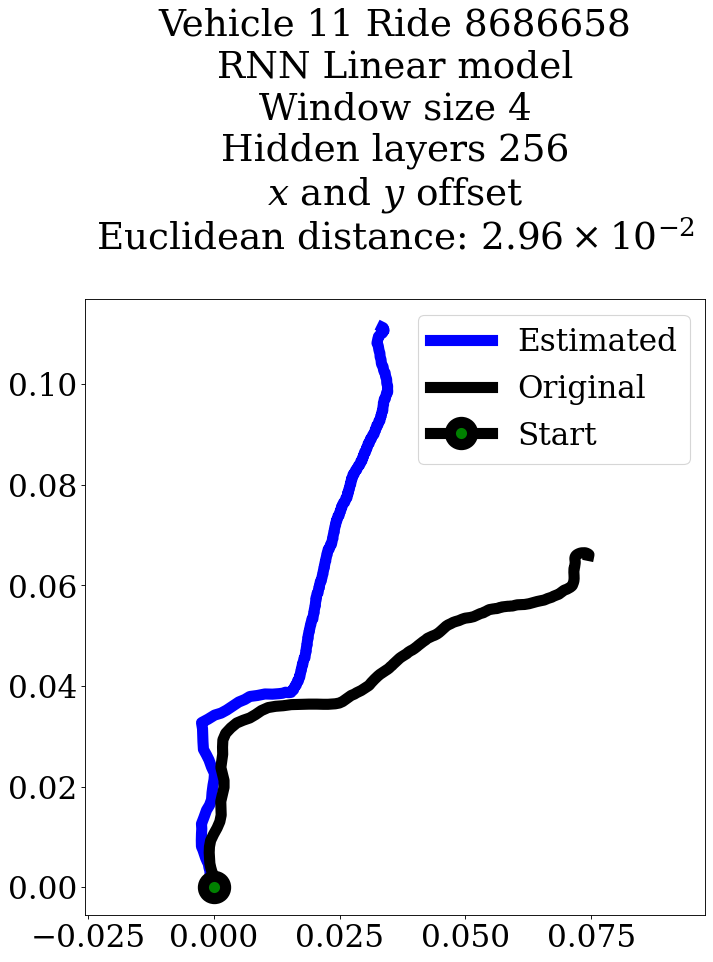 Vehicle 11 Ride 8686658
RNN Linear model
Window size 4
Hidden layers 256
x and y offset
Euclidean distance: 2.96 × 10⁻²
Estimated
Original
Start
0.10
0.08
0.06
0.04
0.02
0.00
−0.025 0.000 0.025 0.050 0.075